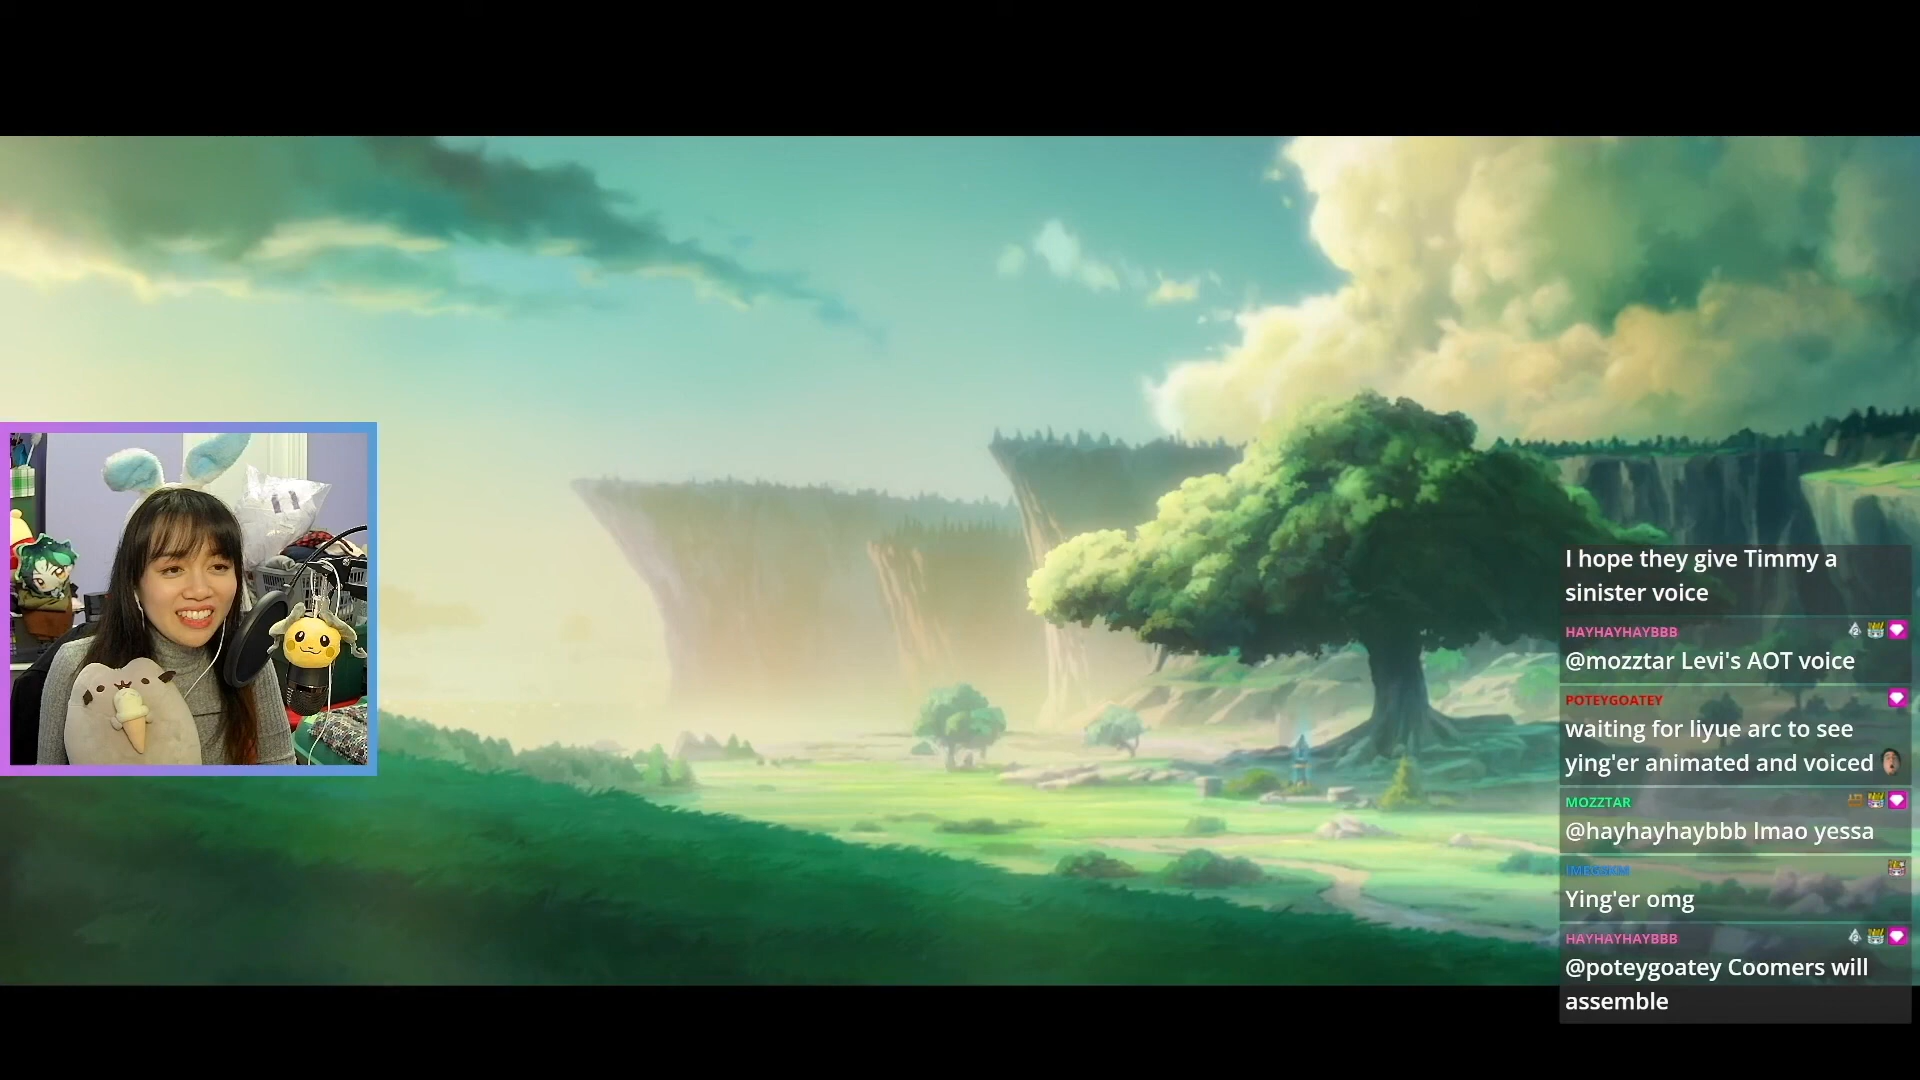 I hope they give Timmy a
sinister voice
HAYHAYHAYBBB
@mozztar Levi's AOT voice
POTEYGOATEY
waiting for liyue arc to see
ying'er animated and voiced
MOZZTAR
@hayhayhaybbb lmao yessa
Ying'er omg
HAYHAYHAYBBB
@poteygoatey Coomers will
assemble